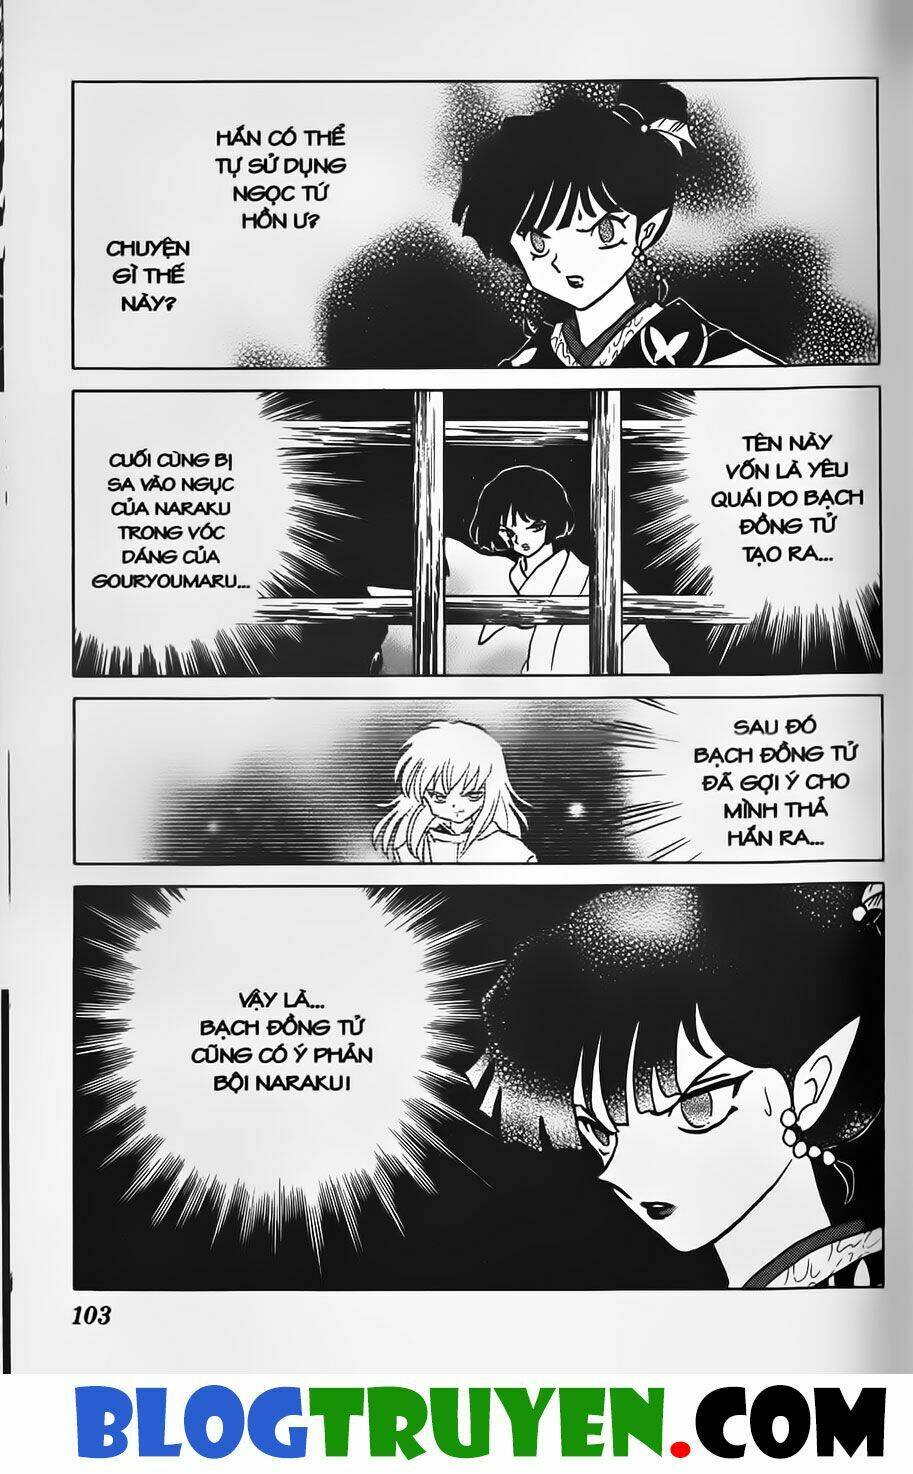 HẮN CÓ THỂ
TỰ SỬ DỤNG
NGỌC TỨ
HỒN Ư?
CHUYỆN
GÌ THẾ
NÀY?
TÊN NÀY
VỐN LÀ YÊU
QUÁI DO BẠCH
ĐỒNG TỬ
TẠO RA...
CUỐI CÙNG BỊ
SA VÀO NGỤC
CỦA NARAKU
TRONG VÓC
DÁNG CỦA
GOURYOUMARU...
SAU ĐÓ
BẠCH ĐỒNG TỬ
ĐÃ GỢI Ý CHO
MÌNH THẢ
HẮN RA...
VẬY LÀ...
BẠCH ĐỒNG TỬ
CŨNG CÓ Ý PHẢN
BỘI NARAKU!
103
BLOGTRUYEN.COM